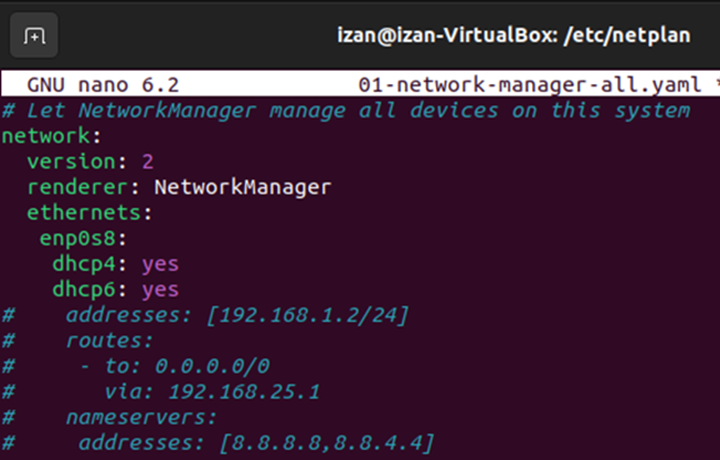 izan@izan-VirtualBox: /etc/netplan
GNU nano 6.2 01-network-manager-all.yaml *
# Let NetworkManager manage all devices on this system
network:
  version: 2
  renderer: NetworkManager
  ethernets:
   enp0s8:
    dhcp4: yes
    dhcp6: yes
#    addresses: [192.168.1.2/24]
#    routes:
#     - to: 0.0.0.0/0
#       via: 192.168.25.1
#    nameservers:
#     addresses: [8.8.8.8,8.8.4.4]